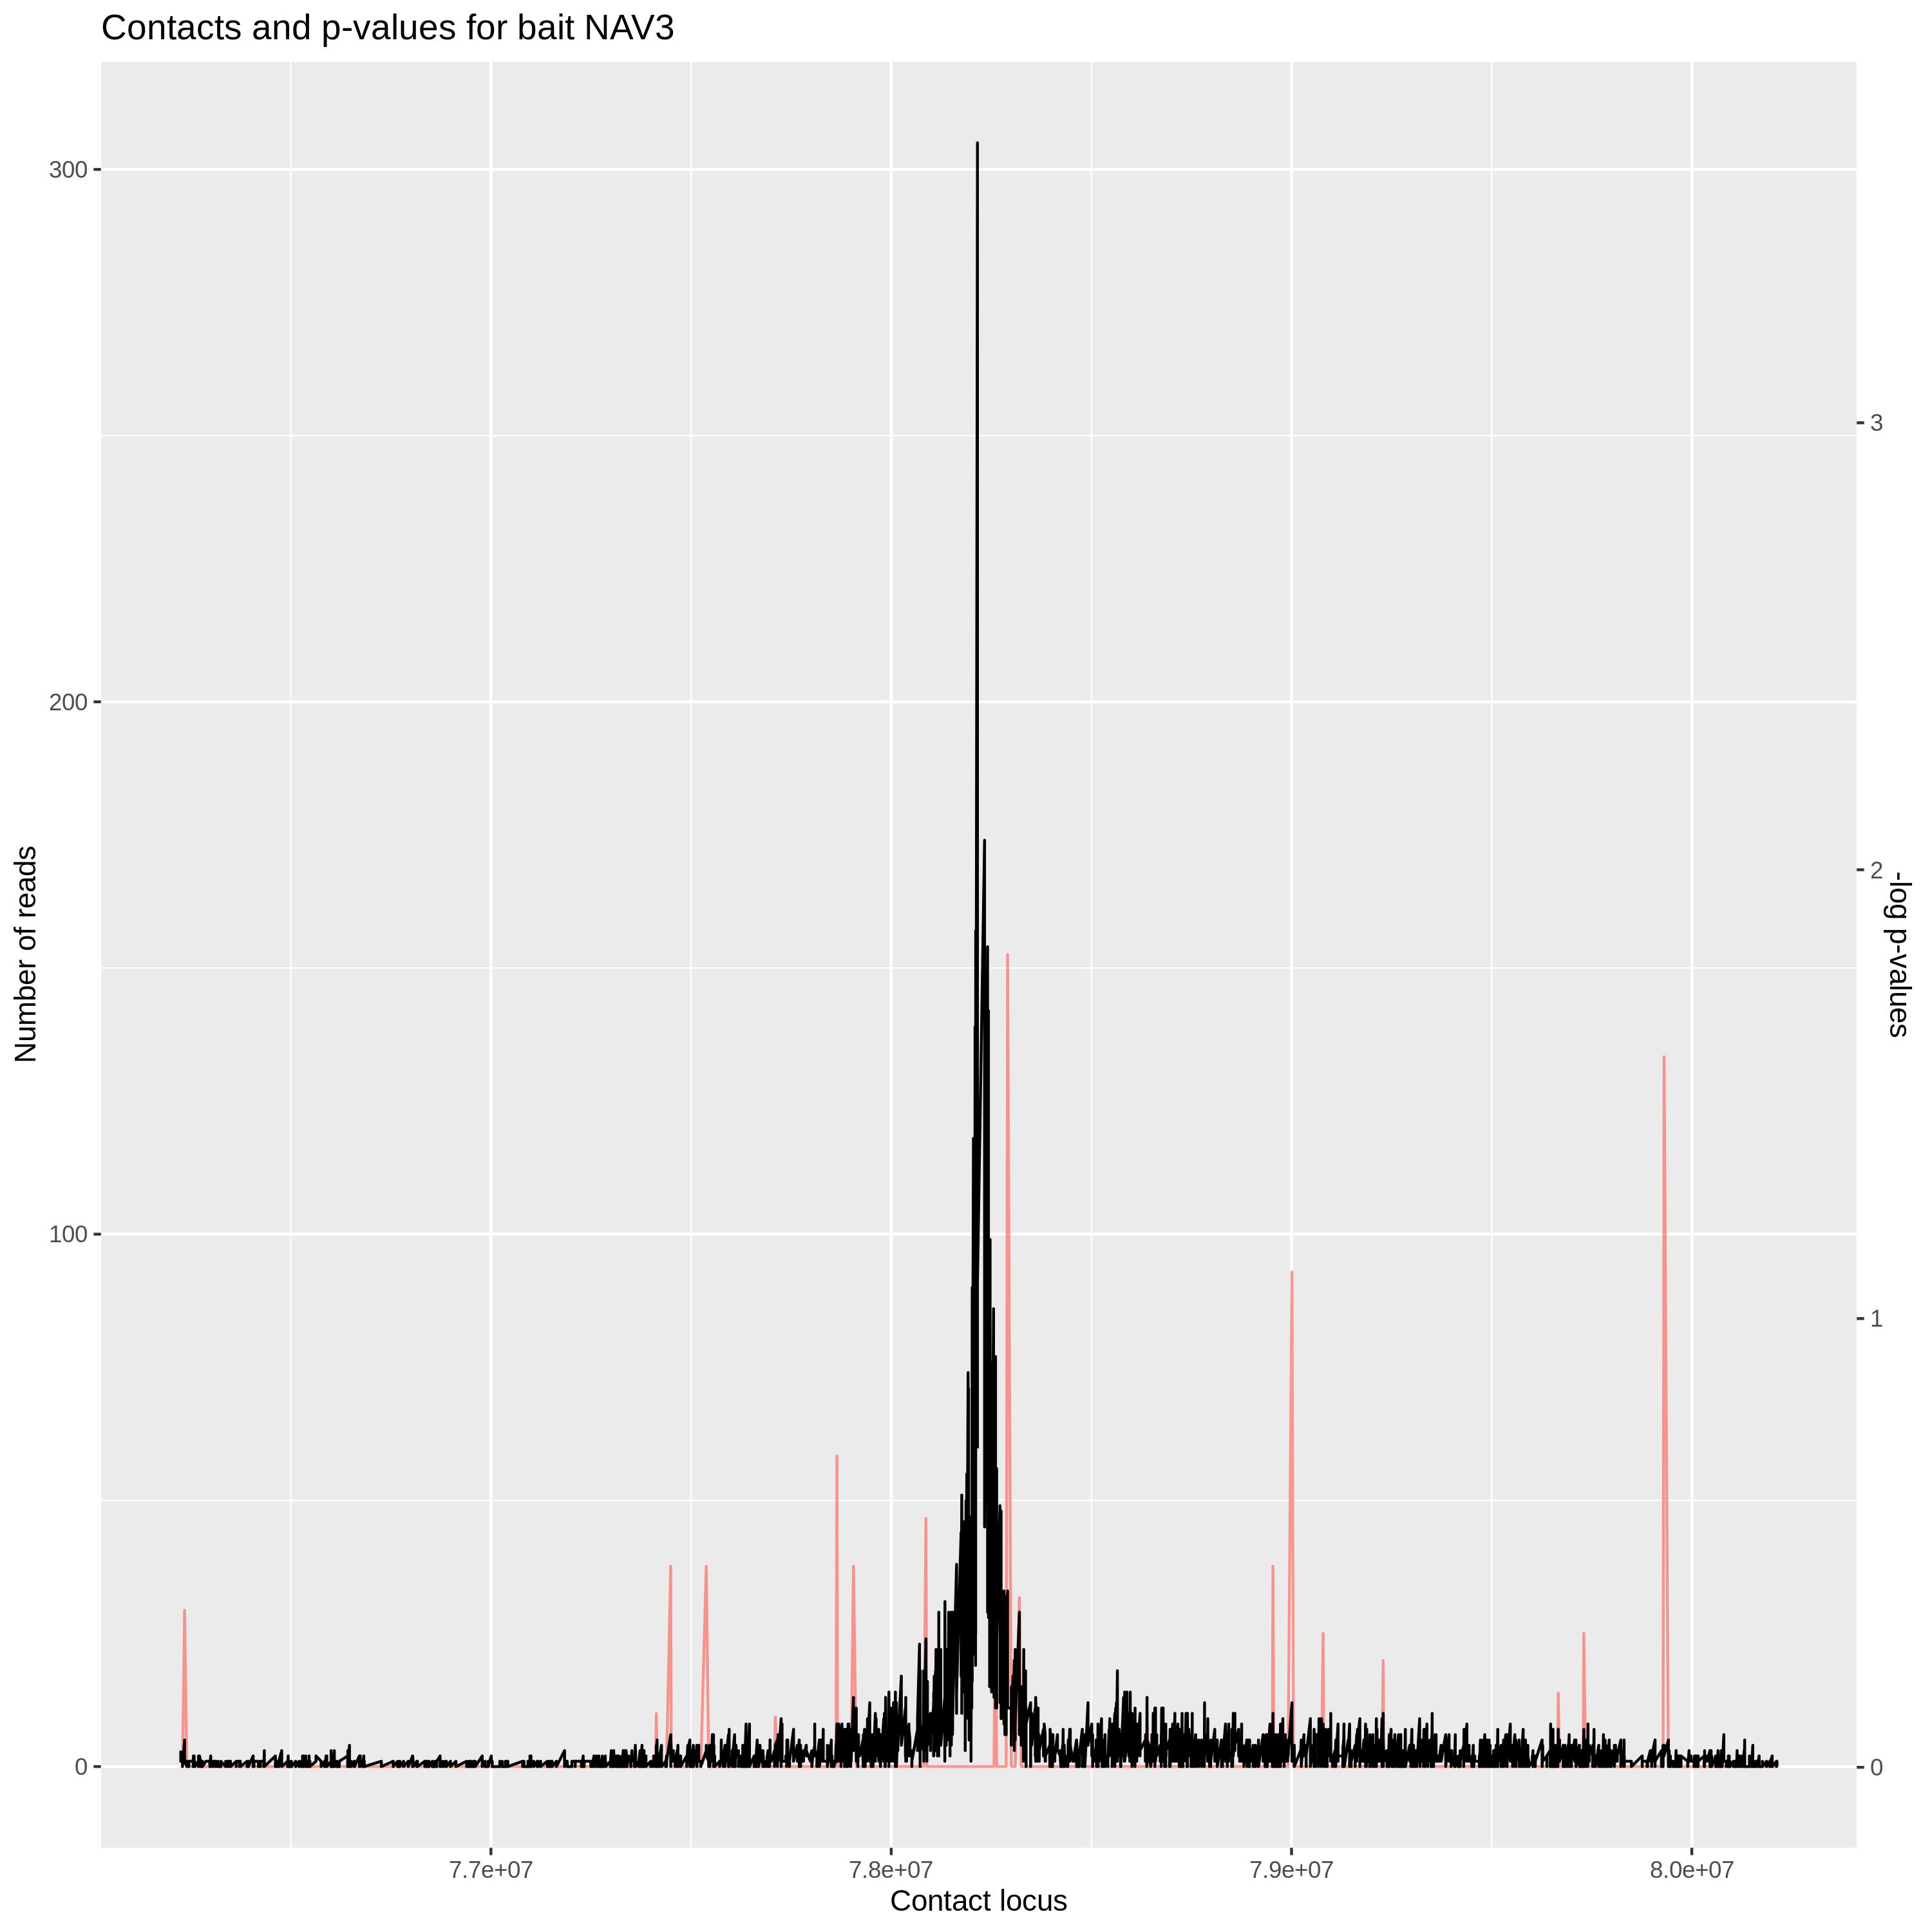 Contacts and p-values for bait NAV3
Number of reads
300
200
100
0
3
2
1
0
-log p-values
7.7e+07
7.8e+07
7.9e+07
8.0e+07
Contact locus